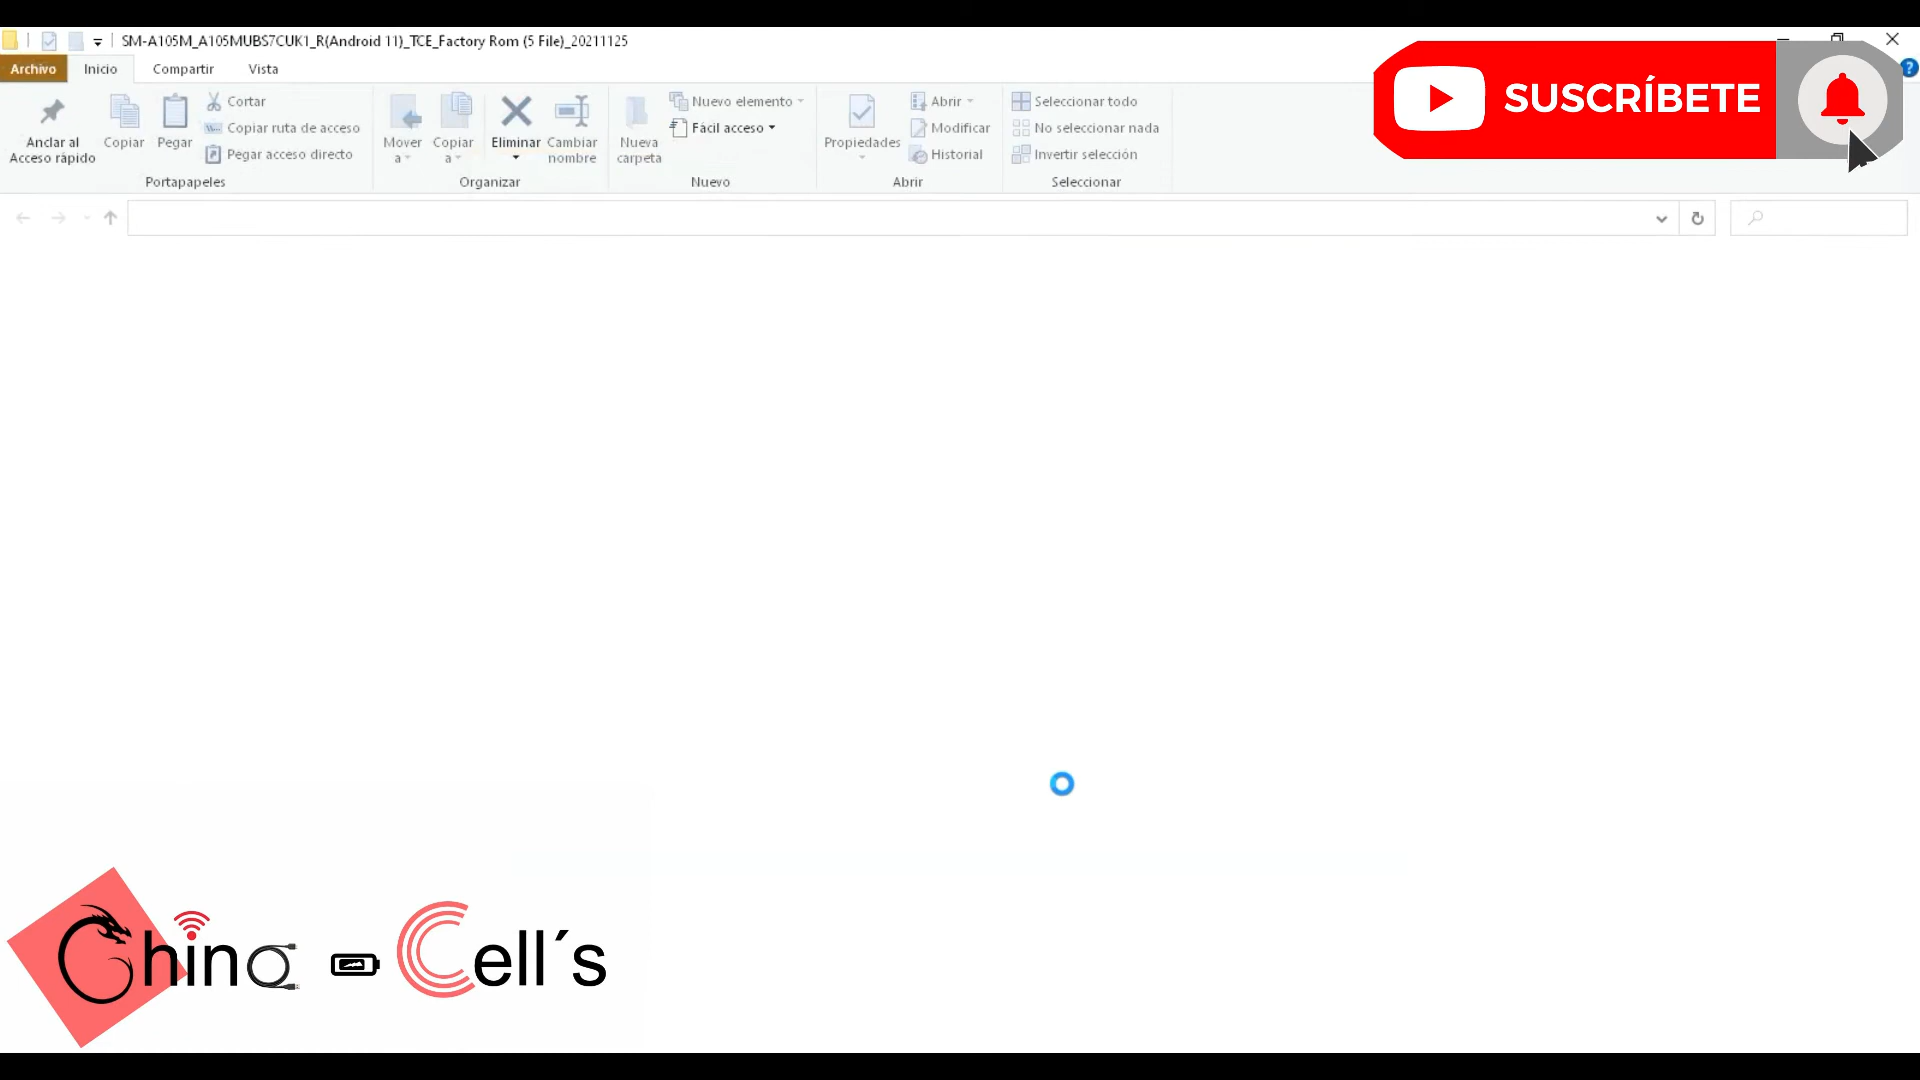 SM-A105M_A105MUBS7CUK1_R(Android 11)_TCE_Factory Rom (5 File)_20211125
Archivo Inicio Compartir Vista
SUSCRÍBETE
Anclar al
Acceso rápido
Copiar
Pegar
Cortar
Copiar ruta de acceso
Pegar acceso directo
Portapapeles
Mover
a
Copiar
a
Eliminar
Cambiar
nombre
Organizar
Nueva
carpeta
Nuevo elemento
Fácil acceso
Nuevo
Propiedades
Abrir
Modificar
Historial
Abrir
Seleccionar todo
No seleccionar nada
Invertir selección
Seleccionar
China - Cell´s